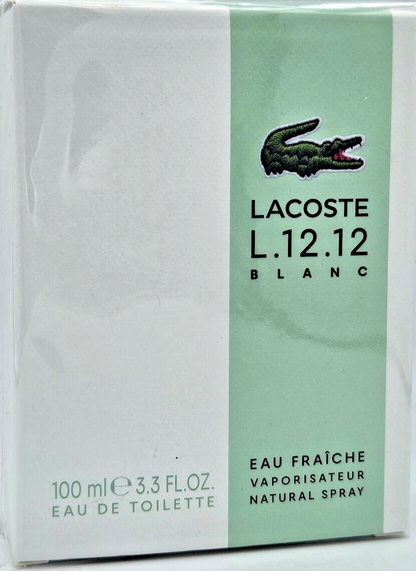 LACOSTE
L.12.12
BLANC
EAU FRAÎCHE
VAPORISATEUR
NATURAL SPRAY
100 ml ℮ 3.3 FL.OZ.
EAU DE TOILETTE